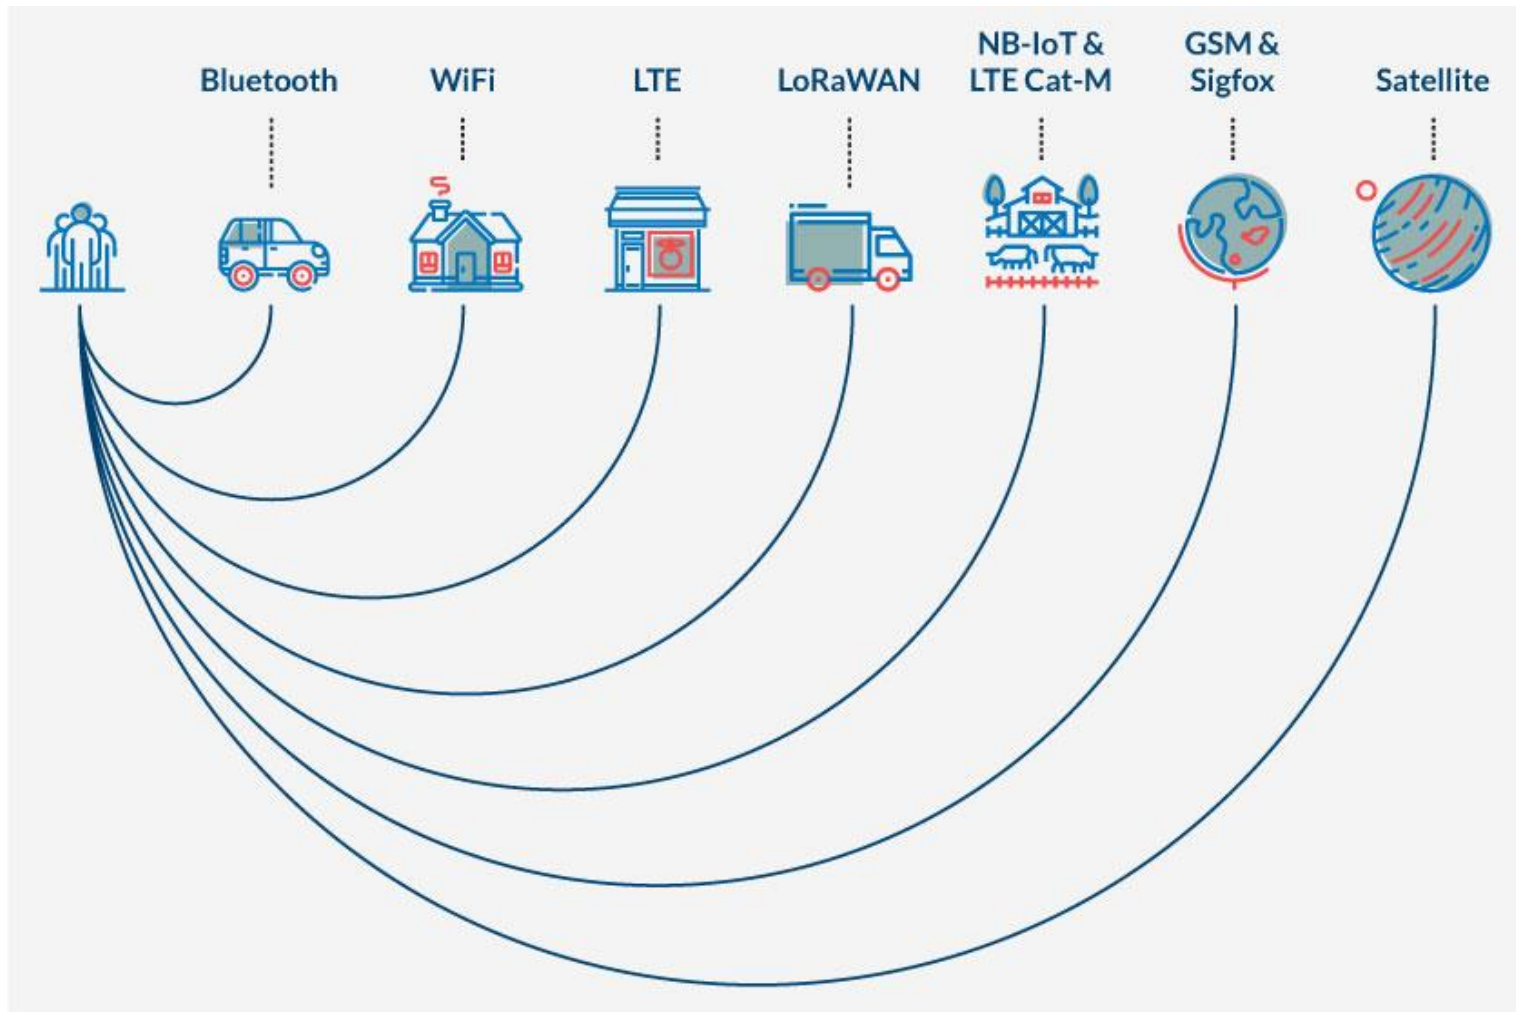 Bluetooth
WiFi
LTE
LoRaWAN
NB-IoT &
LTE Cat-M
GSM &
Sigfox
Satellite